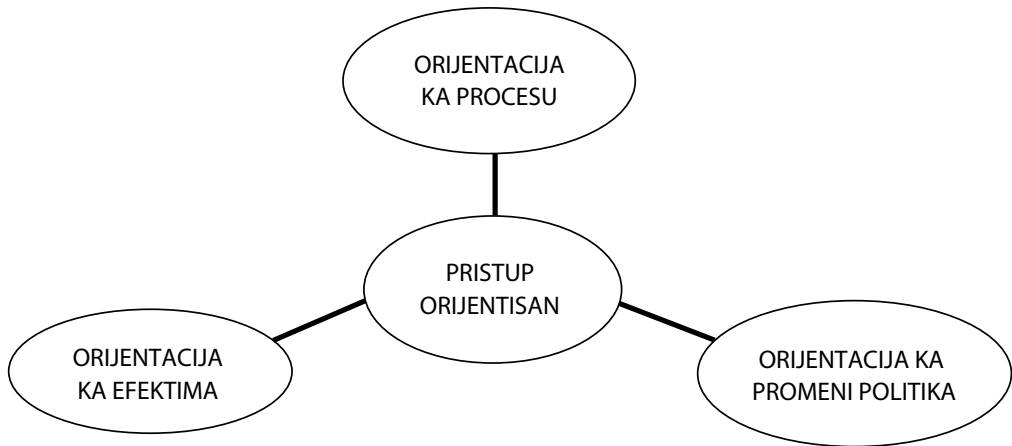 ORIJENTACIJA
KA PROCESU
PRISTUP
ORIJENTISAN
ORIJENTACIJA
KA EFEKTIMA
ORIJENTACIJA KA
PROMENI POLITIKA